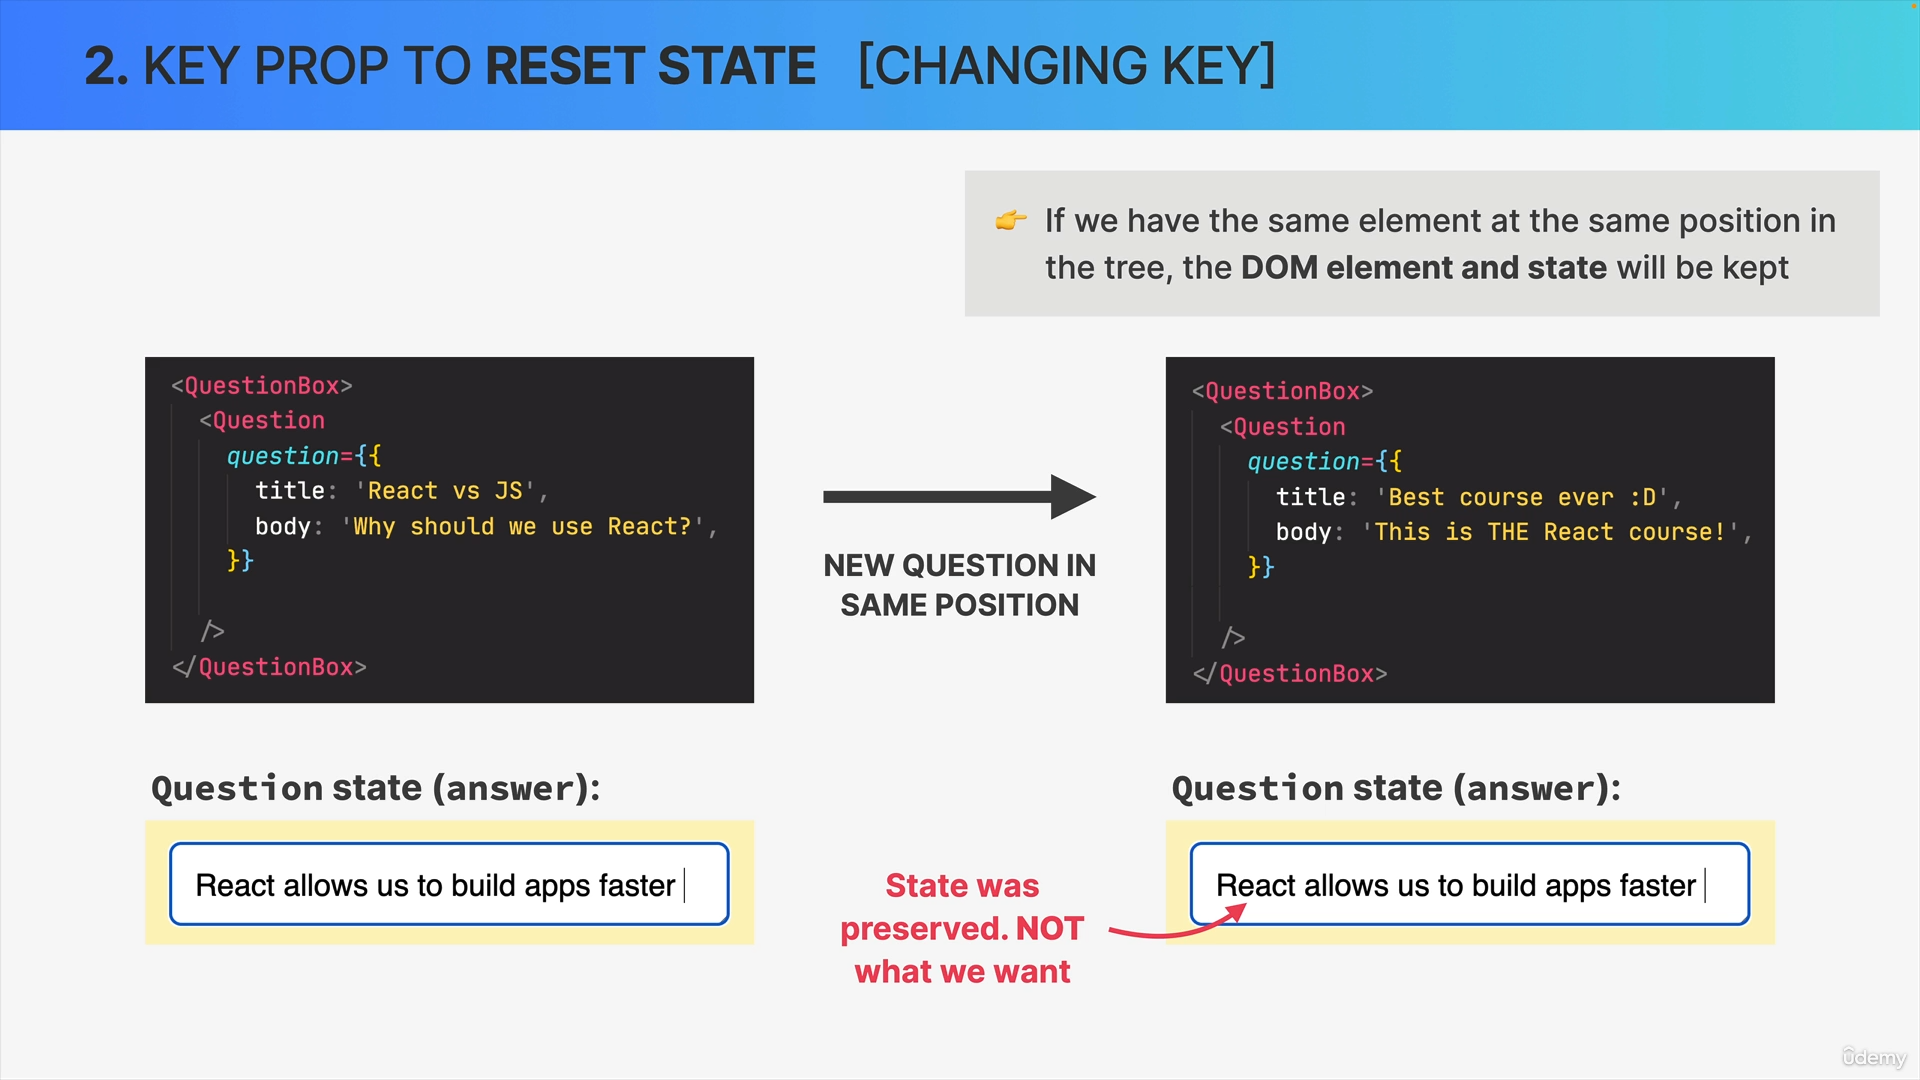 2. KEY PROP TO RESET STATE [CHANGING KEY]
👉 If we have the same element at the same position in
the tree, the DOM element and state will be kept
<QuestionBox>
<Question
question={{
title: 'React vs JS',
body: 'Why should we use React?',
}}
/>
</QuestionBox>
NEW QUESTION IN
SAME POSITION
<QuestionBox>
<Question
question={{
title: 'Best course ever :D',
body: 'This is THE React course!',
}}
/>
</QuestionBox>
Question state (answer):
React allows us to build apps faster
State was
preserved. NOT
what we want
Question state (answer):
React allows us to build apps faster
ûdemy